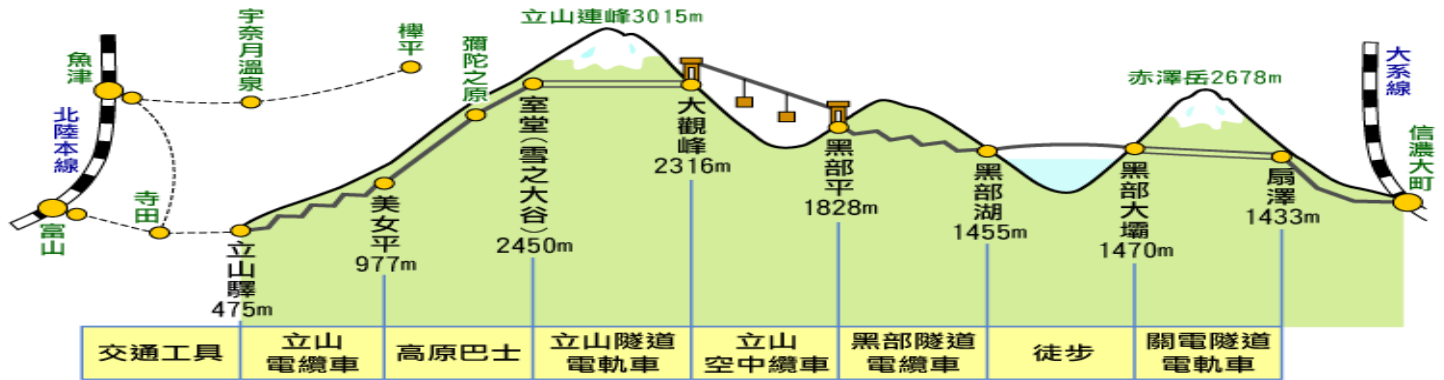 立山連峰3015m
魚津
北陸本線
富山
宇奈月溫泉
櫸平
寺田
彌陀之原
立山驛
475m
美女平
977m
室堂(雪之大谷)
2450m
大觀峰
2316m
黑部平
1828m
黑部湖
1455m
黑部大壩
1470m
赤澤岳2678m
扇澤
1433m
大系線
信濃大町
交通工具
立山
電纜車
高原巴士
立山隧道
電軌車
立山
空中纜車
黑部隧道
電纜車
徒步
關電隧道
電軌車